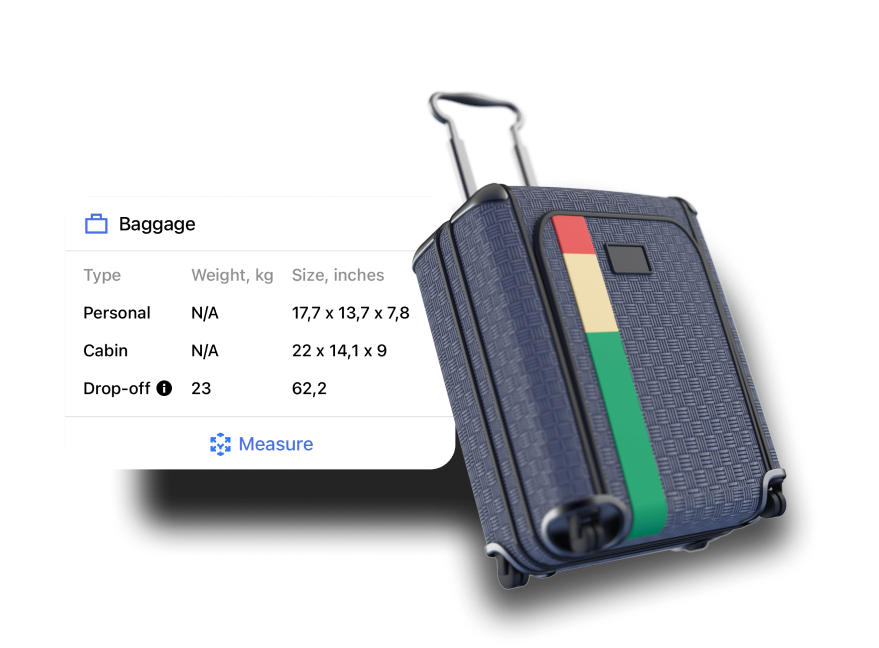 Baggage
Type Weight, kg Size, inches
Personal N/A 17,7 x 13,7 x 7,8
Cabin N/A 22 x 14,1 x 9
Drop-off 23 62,2
Measure